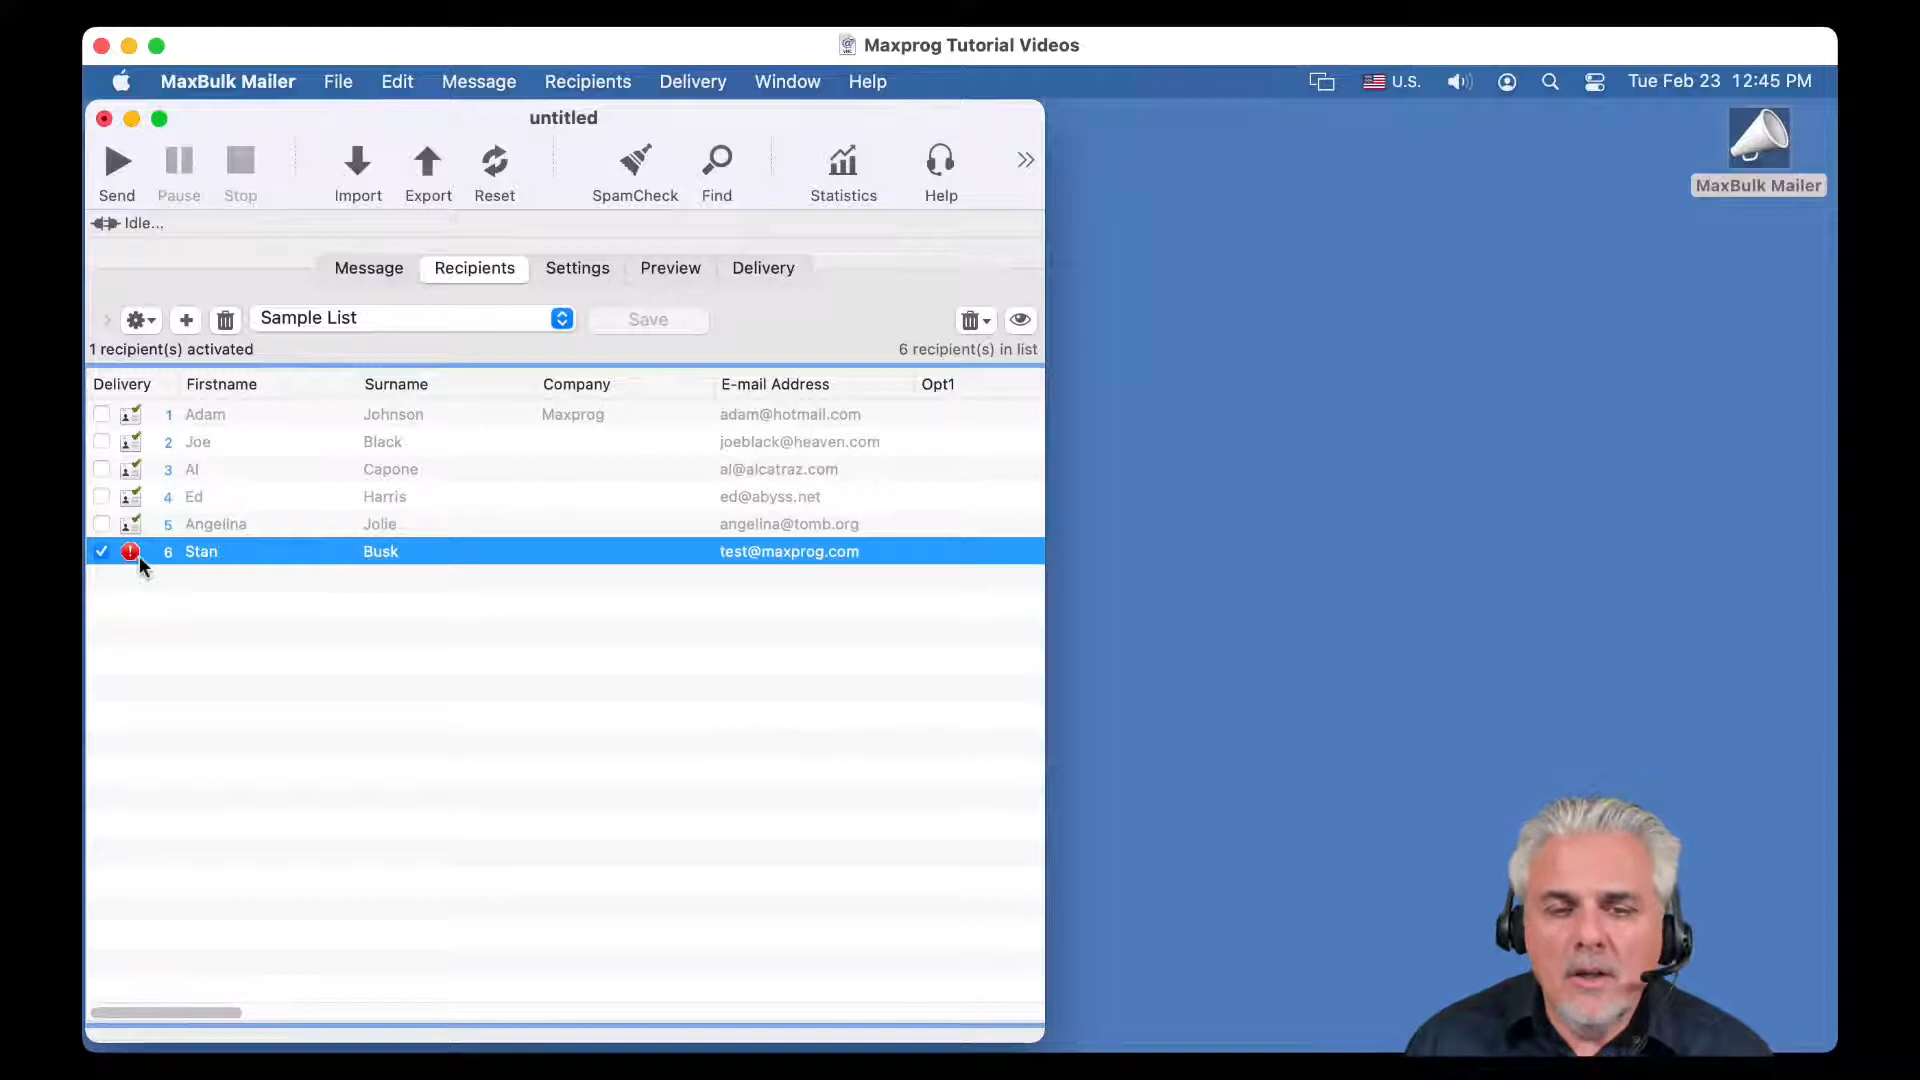 Maxprog Tutorial Videos
MaxBulk Mailer File Edit Message Recipients Delivery Window Help U.S. Tue Feb 23 12:45 PM
untitled
Send Pause Stop Import Export Reset SpamCheck Find Statistics Help
MaxBulk Mailer
Idle...
Message Recipients Settings Preview Delivery
Sample List Save
1 recipient(s) activated 6 recipient(s) in list
Delivery Firstname Surname Company E-mail Address Opt1
1 Adam Johnson Maxprog adam@hotmail.com
2 Joe Black joeblack@heaven.com
3 Al Capone al@alcatraz.com
4 Ed Harris ed@abyss.net
5 Angelina Jolie angelina@tomb.org
6 Stan Busk test@maxprog.com